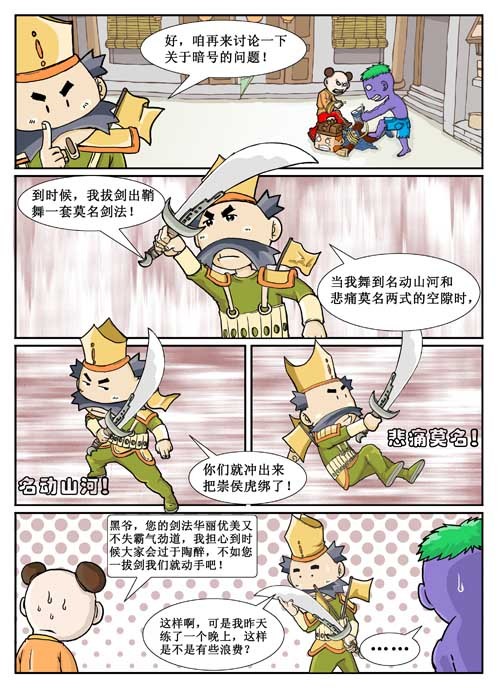 好，咱再来讨论一下
关于暗号的问题！
到时候，我拔剑出鞘
舞一套莫名剑法！
当我舞到名动山河和
悲痛莫名两式的空隙时，
名动山河！
你们就冲出来
把崇侯虎绑了！
悲痛莫名！
黑爷，您的剑法华丽优美又
不失霸气劲道，我担心到时
候大家会过于陶醉，不如您
一拔剑我们就动手吧！
这样啊，可是我昨天
练了一个晚上，这样
是不是有些浪费？
……